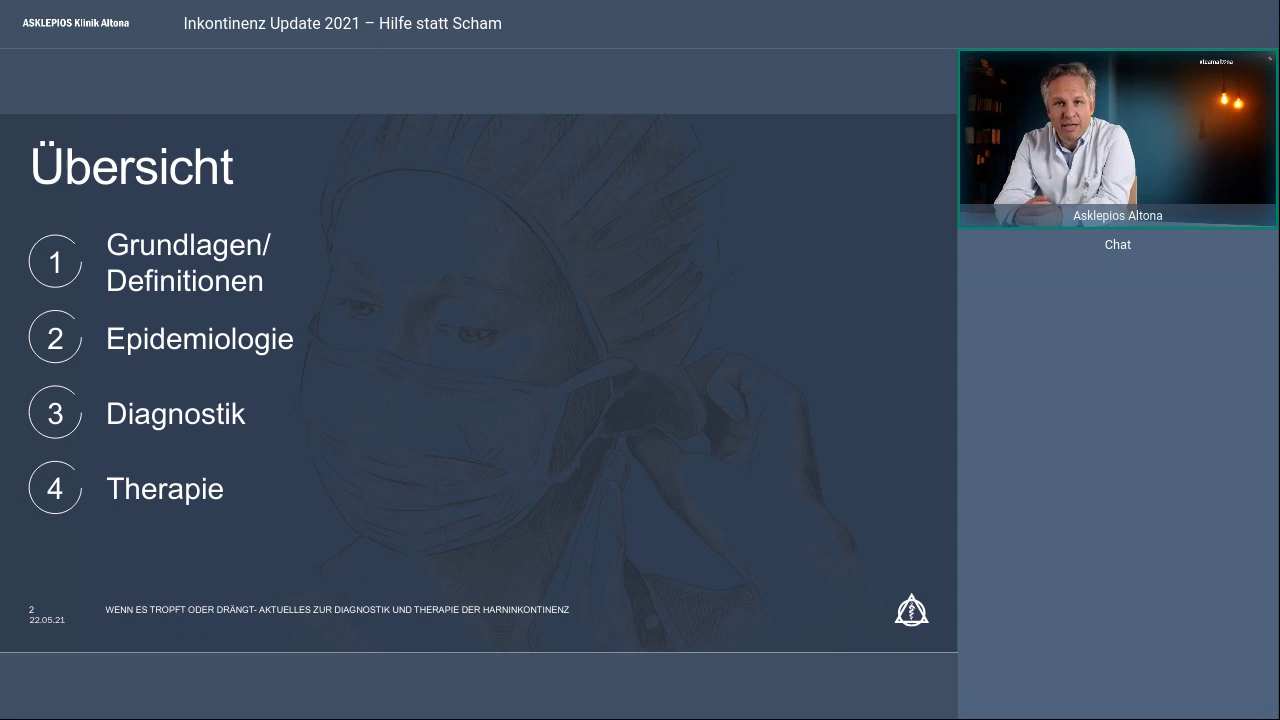 ASKLEPIOS Klinik Altona
Inkontinenz Update 2021 – Hilfe statt Scham
#teamaltona
Asklepios Altona
Chat
Übersicht
1 Grundlagen/
Definitionen
2 Epidemiologie
3 Diagnostik
4 Therapie
2 WENN ES TROPFT ODER DRÄNGT- AKTUELLES ZUR DIAGNOSTIK UND THERAPIE DER HARNINKONTINENZ
22.05.21